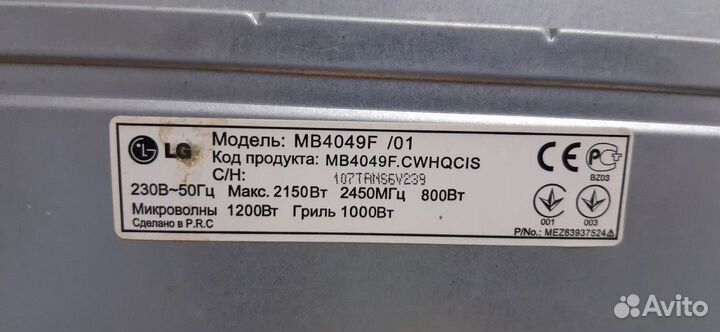 LG Модель: MB4049F /01
Код продукта: MB4049F.CWHQCIS
С/Н: 107TANS6V239
230В~50Гц Макс. 2150Вт 2450МГц 800Вт
Микроволны 1200Вт Гриль 1000Вт
Сделано в P.R.C
CE
BZ03
001 003
P/No.: MEZ63937524
Avito